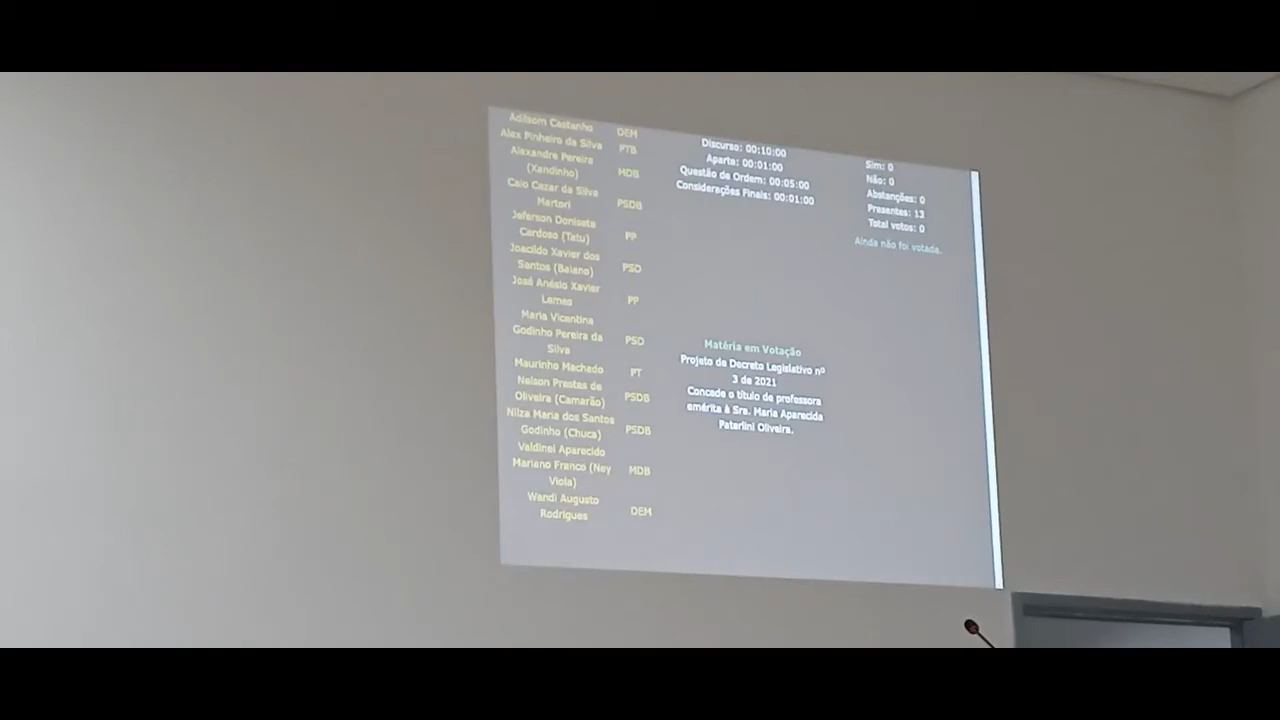 Adilsom Castanho DEM
Alex Pinheiro da Silva PTB
Alexandre Pereira
(Xandinho) MDB
Caio Cezar da Silva
Martori PSDB
Jeferson Donisete
Cardoso (Tatu) PP
Joacildo Xavier dos
Santos (Baiano) PSD
José Anésio Xavier
Lemes PP
Maria Vicentina
Godinho Pereira da
Silva PSD
Maurinho Machado PT
Nelson Prestes de
Oliveira (Camarão) PSDB
Nilza Maria dos Santos
Godinho (Chuca) PSDB
Valdinei Aparecido
Mariano Franco (Ney
Viola) MDB
Wandi Augusto
Rodrigues DEM
Discurso: 00:10:00
Aparte: 00:01:00
Questão de Ordem: 00:05:00
Considerações Finais: 00:01:00
Matéria em Votação
Projeto de Decreto Legislativo nº
3 de 2021
Concede o título de professora
emérita à Sra. Maria Aparecida
Patarlini Oliveira.
Sim: 0
Não: 0
Abstenções: 0
Presentes: 13
Total votos: 0
Ainda não foi votada.